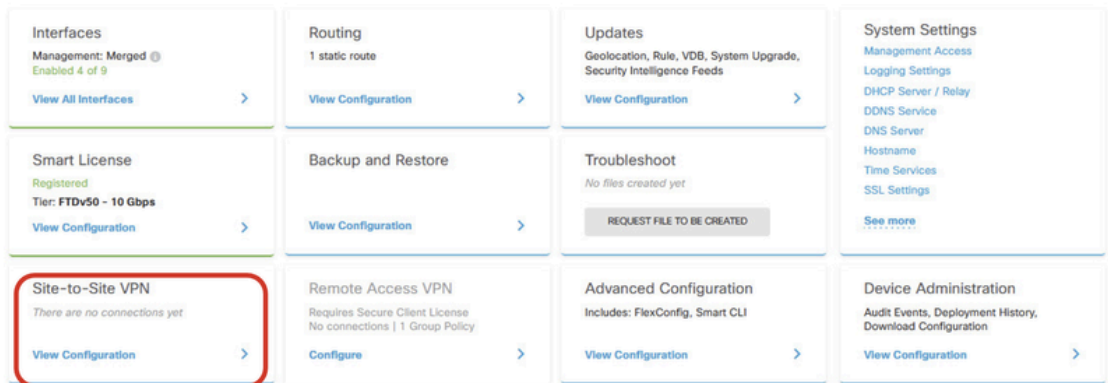 Interfaces
Management: Merged
Enabled 4 of 9
View All Interfaces
Routing
1 static route
View Configuration
Updates
Geolocation, Rule, VDB, System Upgrade,
Security Intelligence Feeds
View Configuration
System Settings
Management Access
Logging Settings
DHCP Server / Relay
DDNS Service
DNS Server
Hostname
Time Services
SSL Settings
See more
Smart License
Registered
Tier: FTDv50 - 10 Gbps
View Configuration
Backup and Restore
View Configuration
Troubleshoot
No files created yet
REQUEST FILE TO BE CREATED
Site-to-Site VPN
There are no connections yet
View Configuration
Remote Access VPN
Requires Secure Client License
No connections | 1 Group Policy
Configure
Advanced Configuration
Includes: FlexConfig, Smart CLI
View Configuration
Device Administration
Audit Events, Deployment History,
Download Configuration
View Configuration